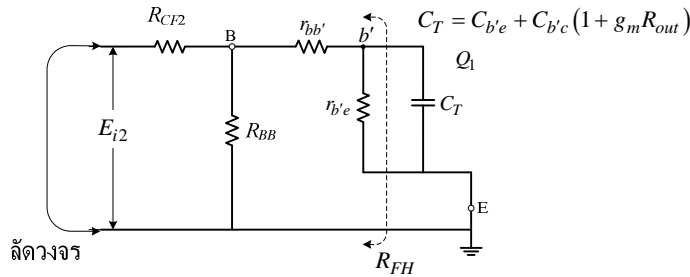 R_{CF2}
B
r_{bb'}
b'
C_T = C_{b'e} + C_{b'c}(1 + g_m R_{out})
Q_1
E_{i2}
R_{BB}
r_{b'e}
C_T
E
ลัดวงจร
R_{FH}